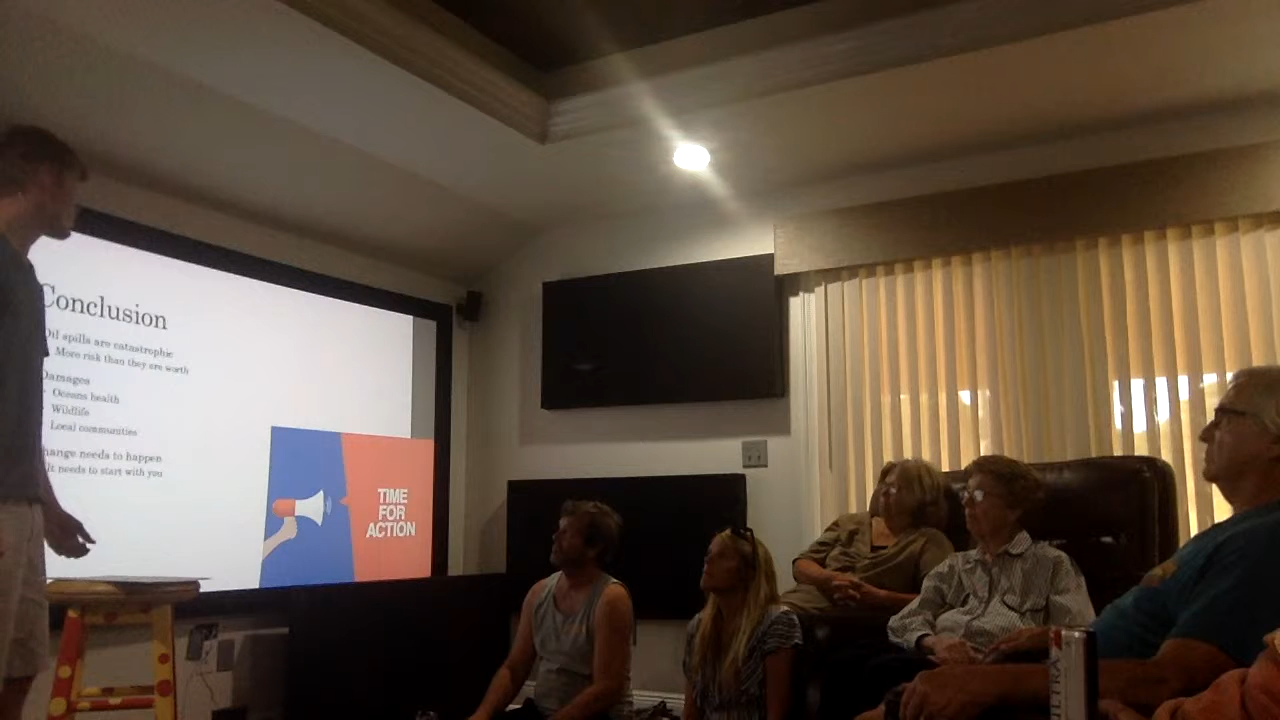 Conclusion
Oil spills are catastrophic
More risk than they are worth
Damages
Oceans health
Wildlife
Local communities
hange needs to happen
It needs to start with you
TIME
FOR
ACTION
ULTRA